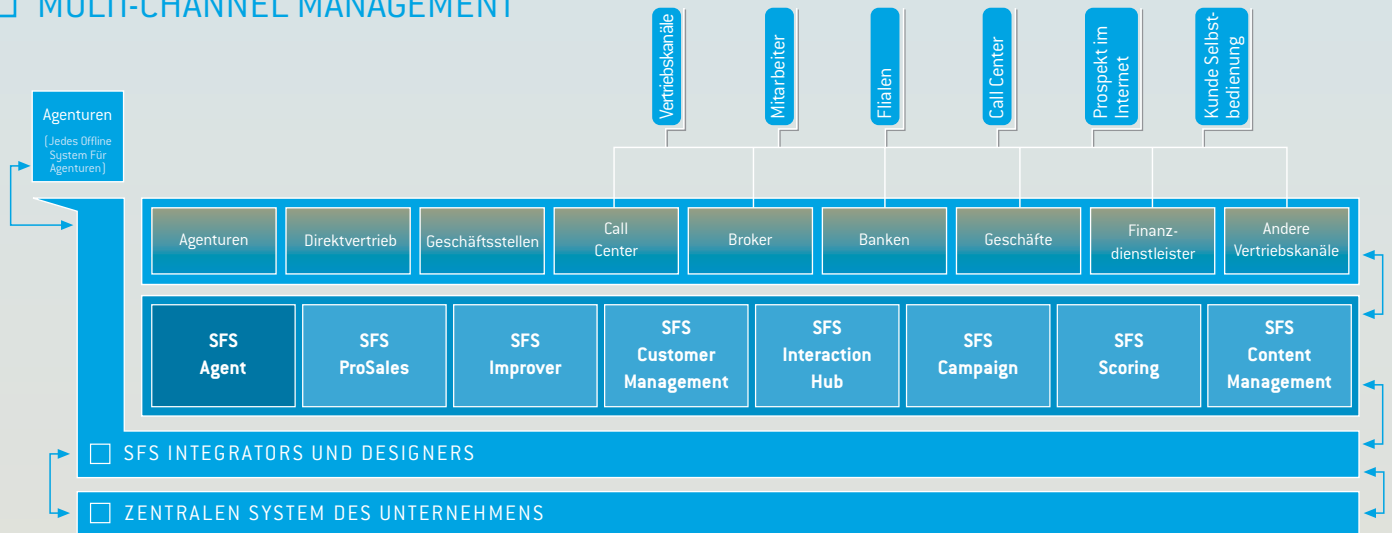 MULTI-CHANNEL MANAGEMENT
Vertriebskanäle
Mitarbeiter
Flialen
Call Center
Prospekt im
Internet
Kunde Selbst-
bedienung
Agenturen
(Jedes Offline
System Für
Agenturen)
Agenturen
Direktvertrieb
Geschäftsstellen
Call
Center
Broker
Banken
Geschäfte
Finanz-
dienstleister
Andere
Vertriebskanäle
SFS
Agent
SFS
ProSales
SFS
Improver
SFS
Customer
Management
SFS
Interaction
Hub
SFS
Campaign
SFS
Scoring
SFS
Content
Management
SFS INTEGRATORS UND DESIGNERS
ZENTRALEN SYSTEM DES UNTERNEHMENS